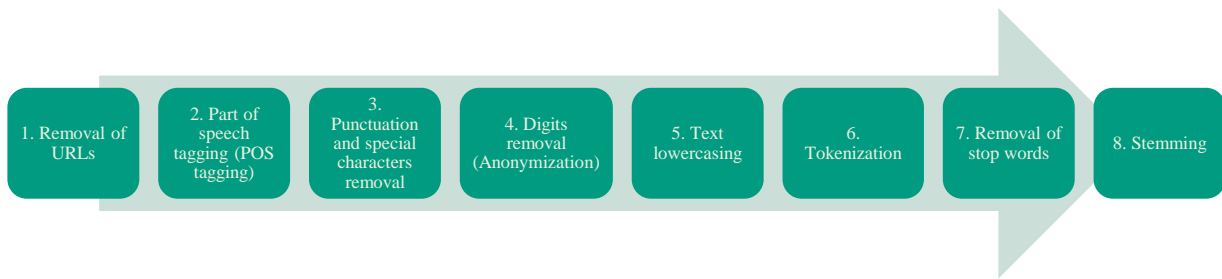 1. Removal of
URLs
2. Part of
speech
tagging (POS
tagging)
3.
Punctuation
and special
characters
removal
4. Digits
removal
(Anonymization)
5. Text
lowercasing
6.
Tokenization
7. Removal of
stop words
8. Stemming